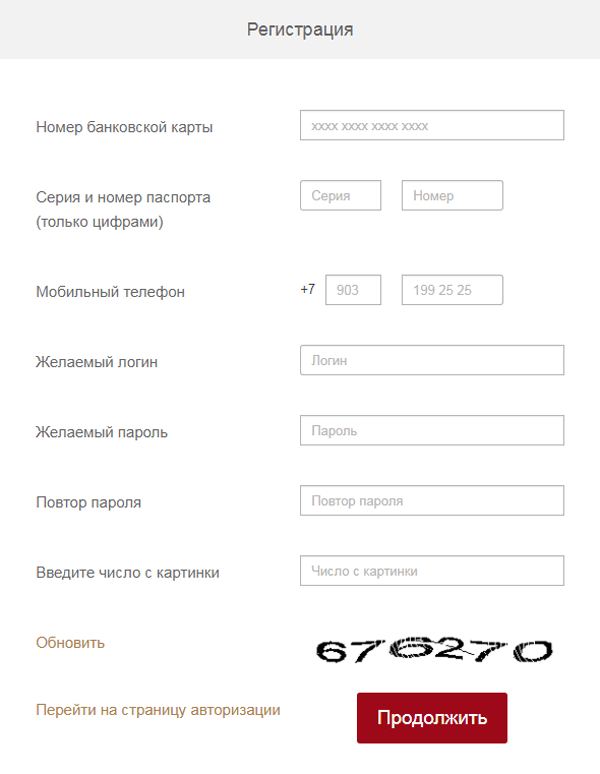 Регистрация
Номер банковской карты xxxx xxxx xxxx xxxx
Серия и номер паспорта Серия Номер
(только цифрами)
Мобильный телефон +7 903 199 25 25
Желаемый логин Логин
Желаемый пароль Пароль
Повтор пароля Повтор пароля
Введите число с картинки Число с картинки
Обновить 676270
Перейти на страницу авторизации Продолжить